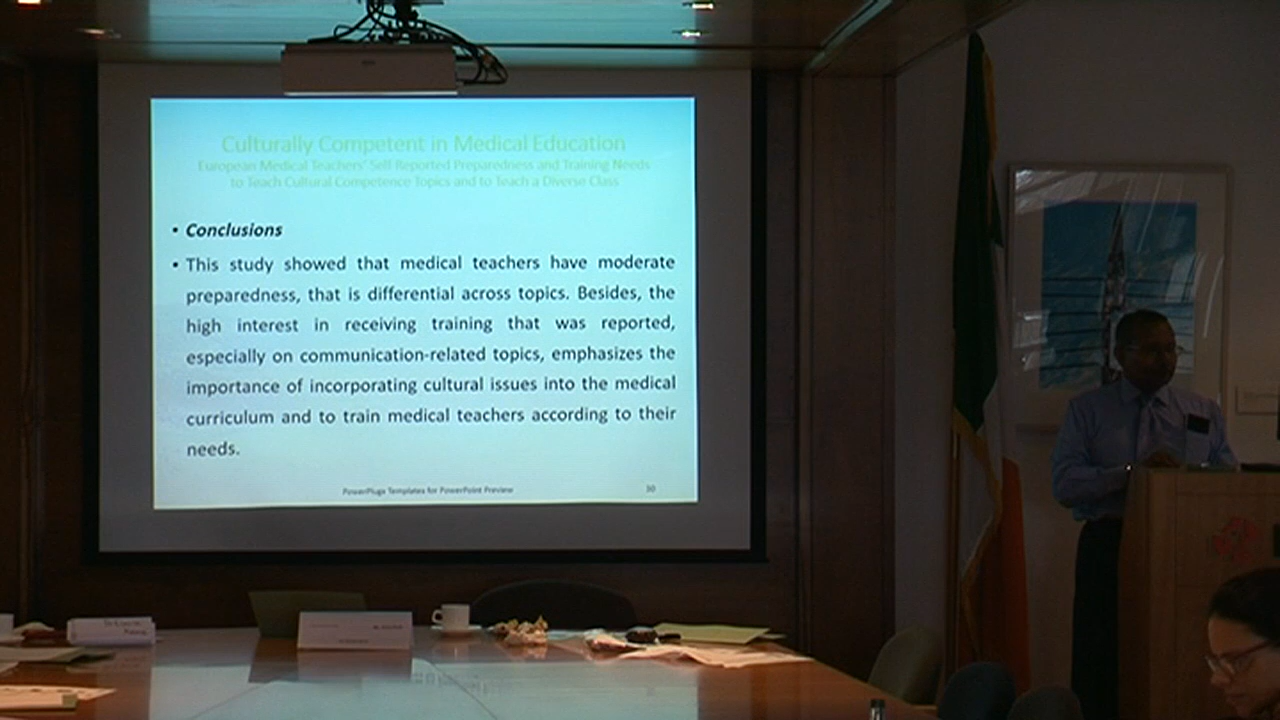 Culturally Competent in Medical Education
European Medical Teachers' Self-Reported Preparedness and Training Needs
to Teach Cultural Competence Topics and to Teach a Diverse Class
• Conclusions
• This study showed that medical teachers have moderate
preparedness, that is differential across topics. Besides, the
high interest in receiving training that was reported,
especially on communication-related topics, emphasizes the
importance of incorporating cultural issues into the medical
curriculum and to train medical teachers according to their
needs.
PowerPlugs Templates for PowerPoint Preview
30